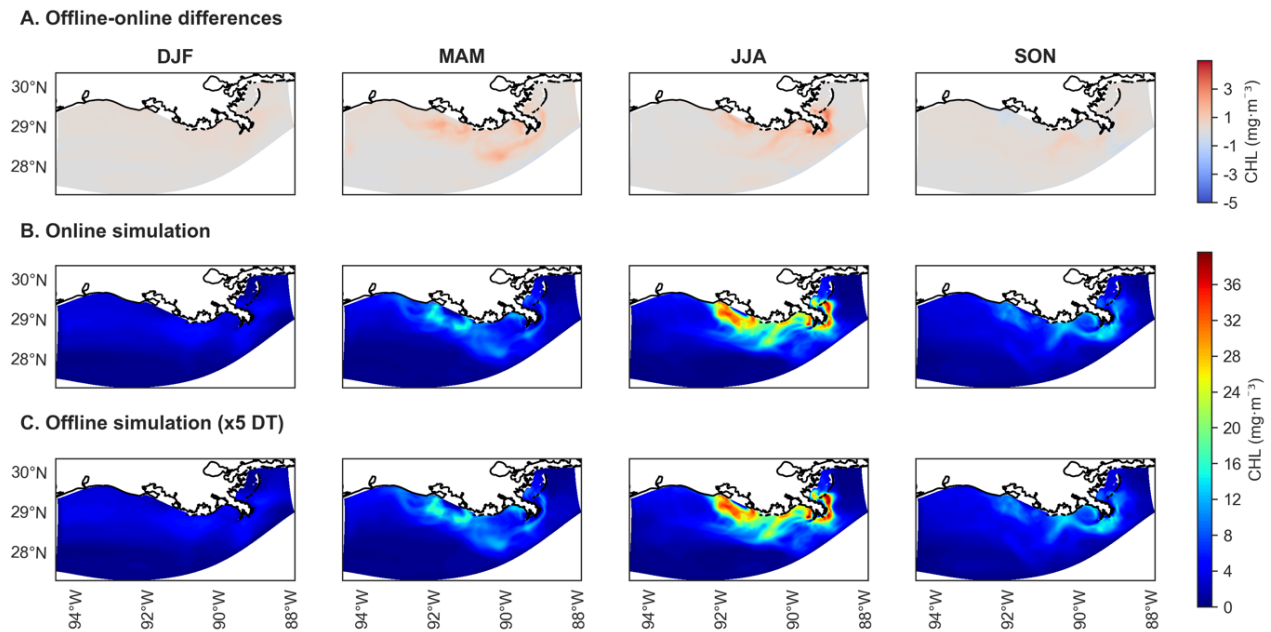 A. Offline-online differences
DJF MAM JJA SON
30°N
29°N
28°N
3
1
-1
-3
-5
CHL (mg·m⁻³)
B. Online simulation
30°N
29°N
28°N
C. Offline simulation (x5 DT)
30°N
29°N
28°N
36
32
28
24
20
16
12
8
4
0
CHL (mg·m⁻³)
94°W 92°W 90°W 88°W 94°W 92°W 90°W 88°W 94°W 92°W 90°W 88°W 94°W 92°W 90°W 88°W